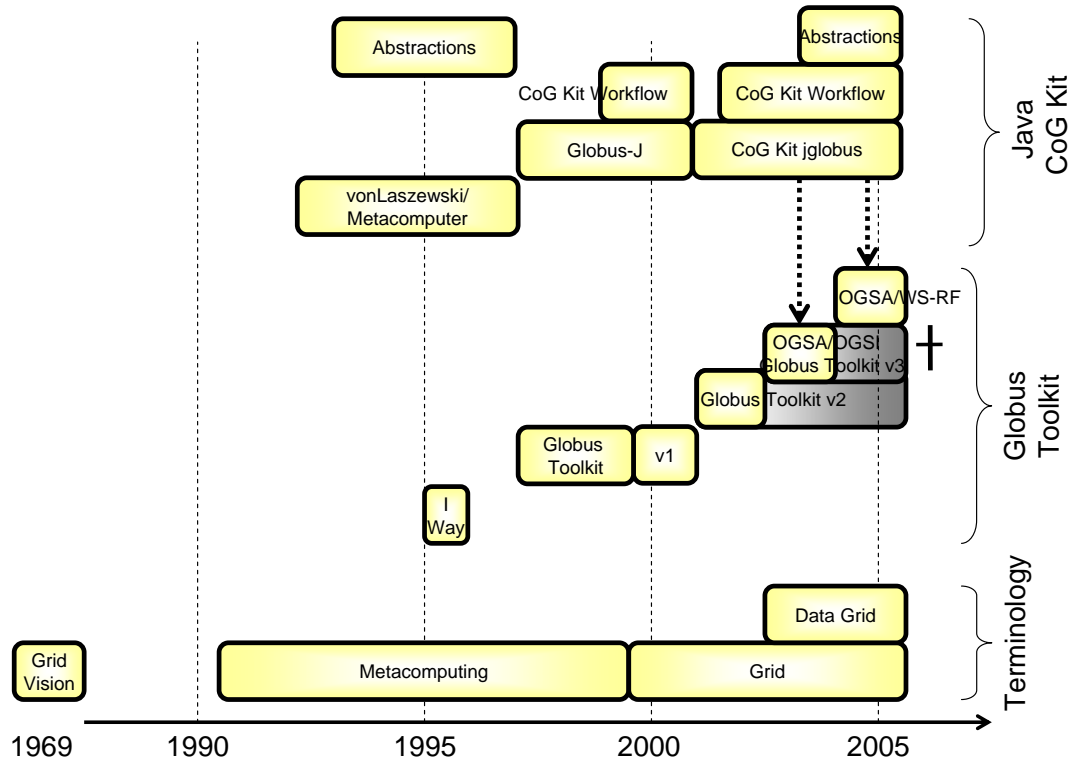 Abstractions
Abstractions
CoG Kit Workflow
CoG Kit Workflow
Globus-J
CoG Kit jglobus
vonLaszewski/
Metacomputer
Java
CoG Kit
OGSA/WS-RF
OGSA/OGSI
Globus Toolkit v3
Globus Toolkit v2
Globus
Toolkit
v1
I
Way
Globus
Toolkit
Data Grid
Grid
Vision
Metacomputing
Grid
Terminology
1969
1990
1995
2000
2005